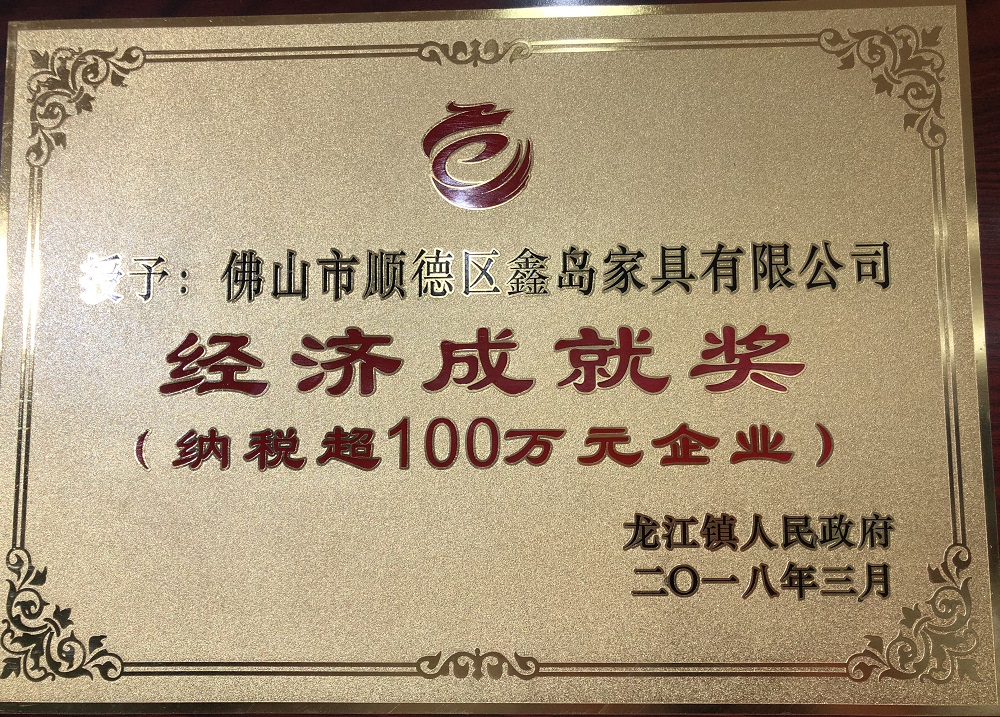 授予：佛山市顺德区鑫岛家具有限公司
经济成就奖
（纳税超100万元企业）
龙江镇人民政府
二〇一八年三月